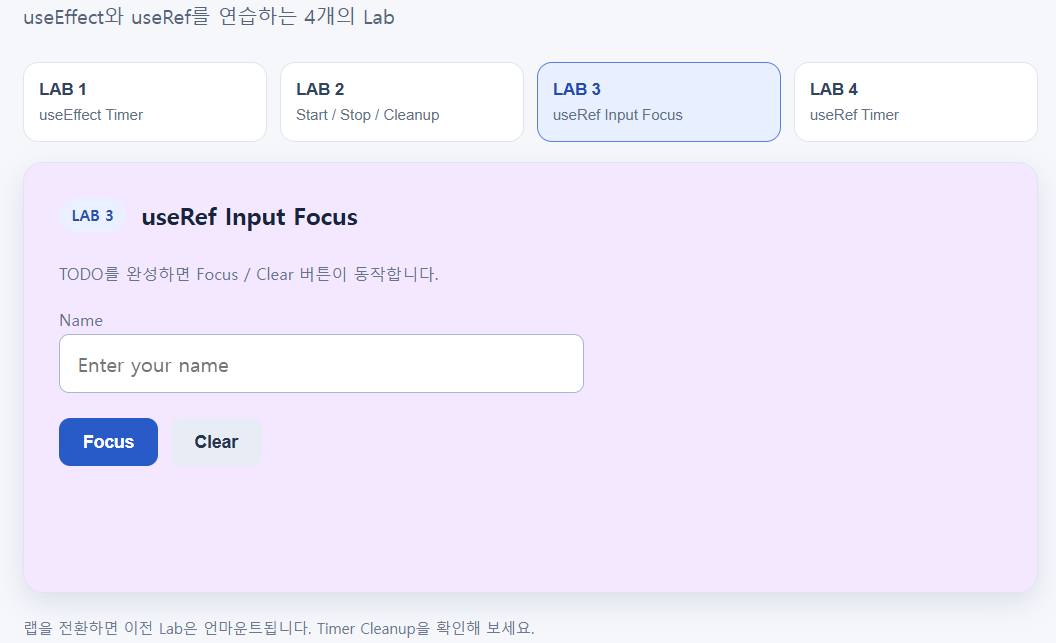 useEffect와 useRef를 연습하는 4개의 Lab
LAB 1
useEffect Timer
LAB 2
Start / Stop / Cleanup
LAB 3
useRef Input Focus
LAB 4
useRef Timer
LAB 3 useRef Input Focus
TODO를 완성하면 Focus / Clear 버튼이 동작합니다.
Name
Enter your name
Focus Clear
랩을 전환하면 이전 Lab은 언마운트됩니다. Timer Cleanup을 확인해 보세요.